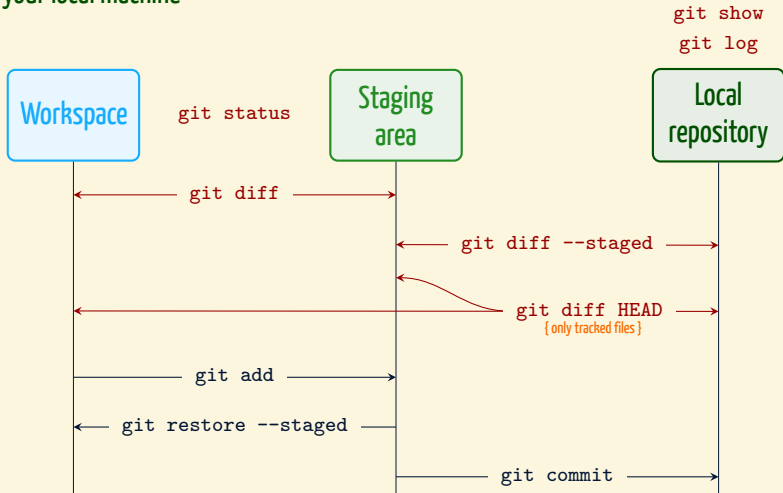 your local machine
git show
git log
Workspace
git status
Staging
area
Local
repository
git diff
git diff --staged
git diff HEAD
{ only tracked files }
git add
git restore --staged
git commit